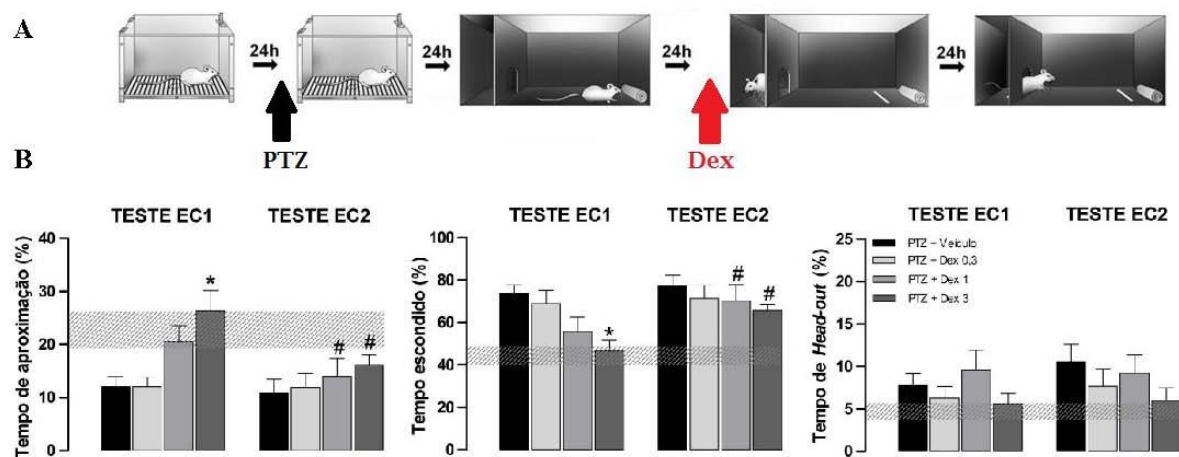 A
24h
24h
24h
24h
PTZ
Dex
B
TESTE EC1
TESTE EC2
Tempo de aproximação (%)
40
30
20
10
0
*
#
#
TESTE EC1
TESTE EC2
Tempo escondido (%)
100
80
60
40
20
0
*
#
#
TESTE EC1
TESTE EC2
Tempo de Head-out (%)
25
20
15
10
5
0
PTZ + Veículo
PTZ + Dex 0,3
PTZ + Dex 1
PTZ + Dex 3